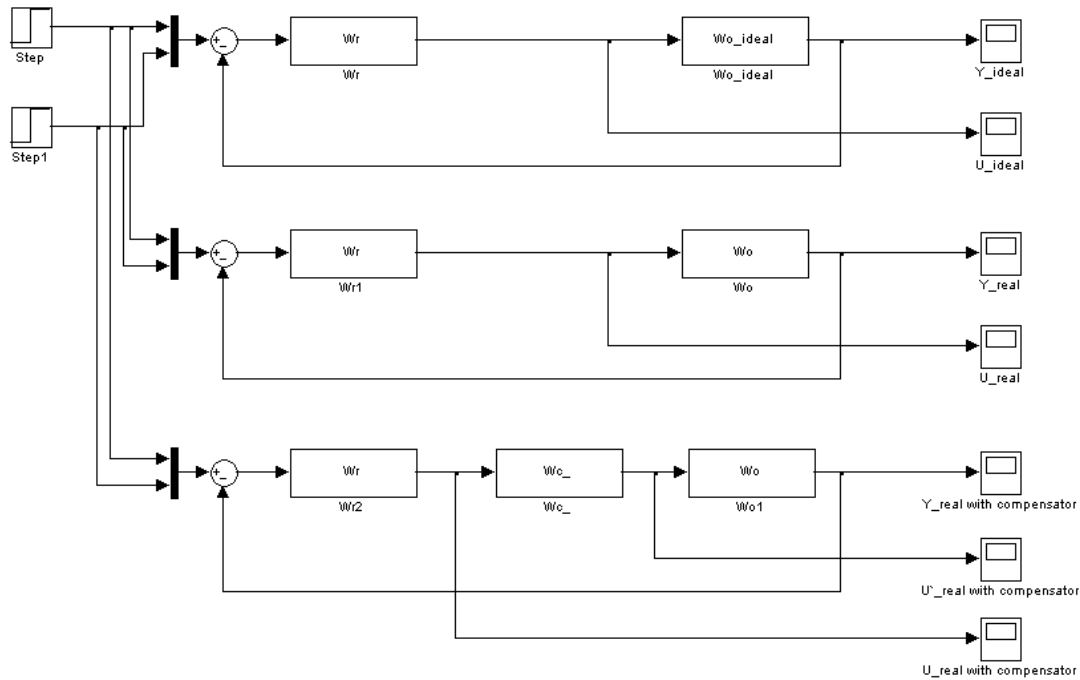 Step
+
−
Wr
Wr
Wo_ideal
Wo_ideal
Y_ideal
Step1
U_ideal
+
−
Wr
Wr1
Wo
Wo
Y_real
U_real
+
−
Wr
Wr2
Wc_
Wc_
Wo
Wo1
Y_real with compensator
U`_real with compensator
U_real with compensator